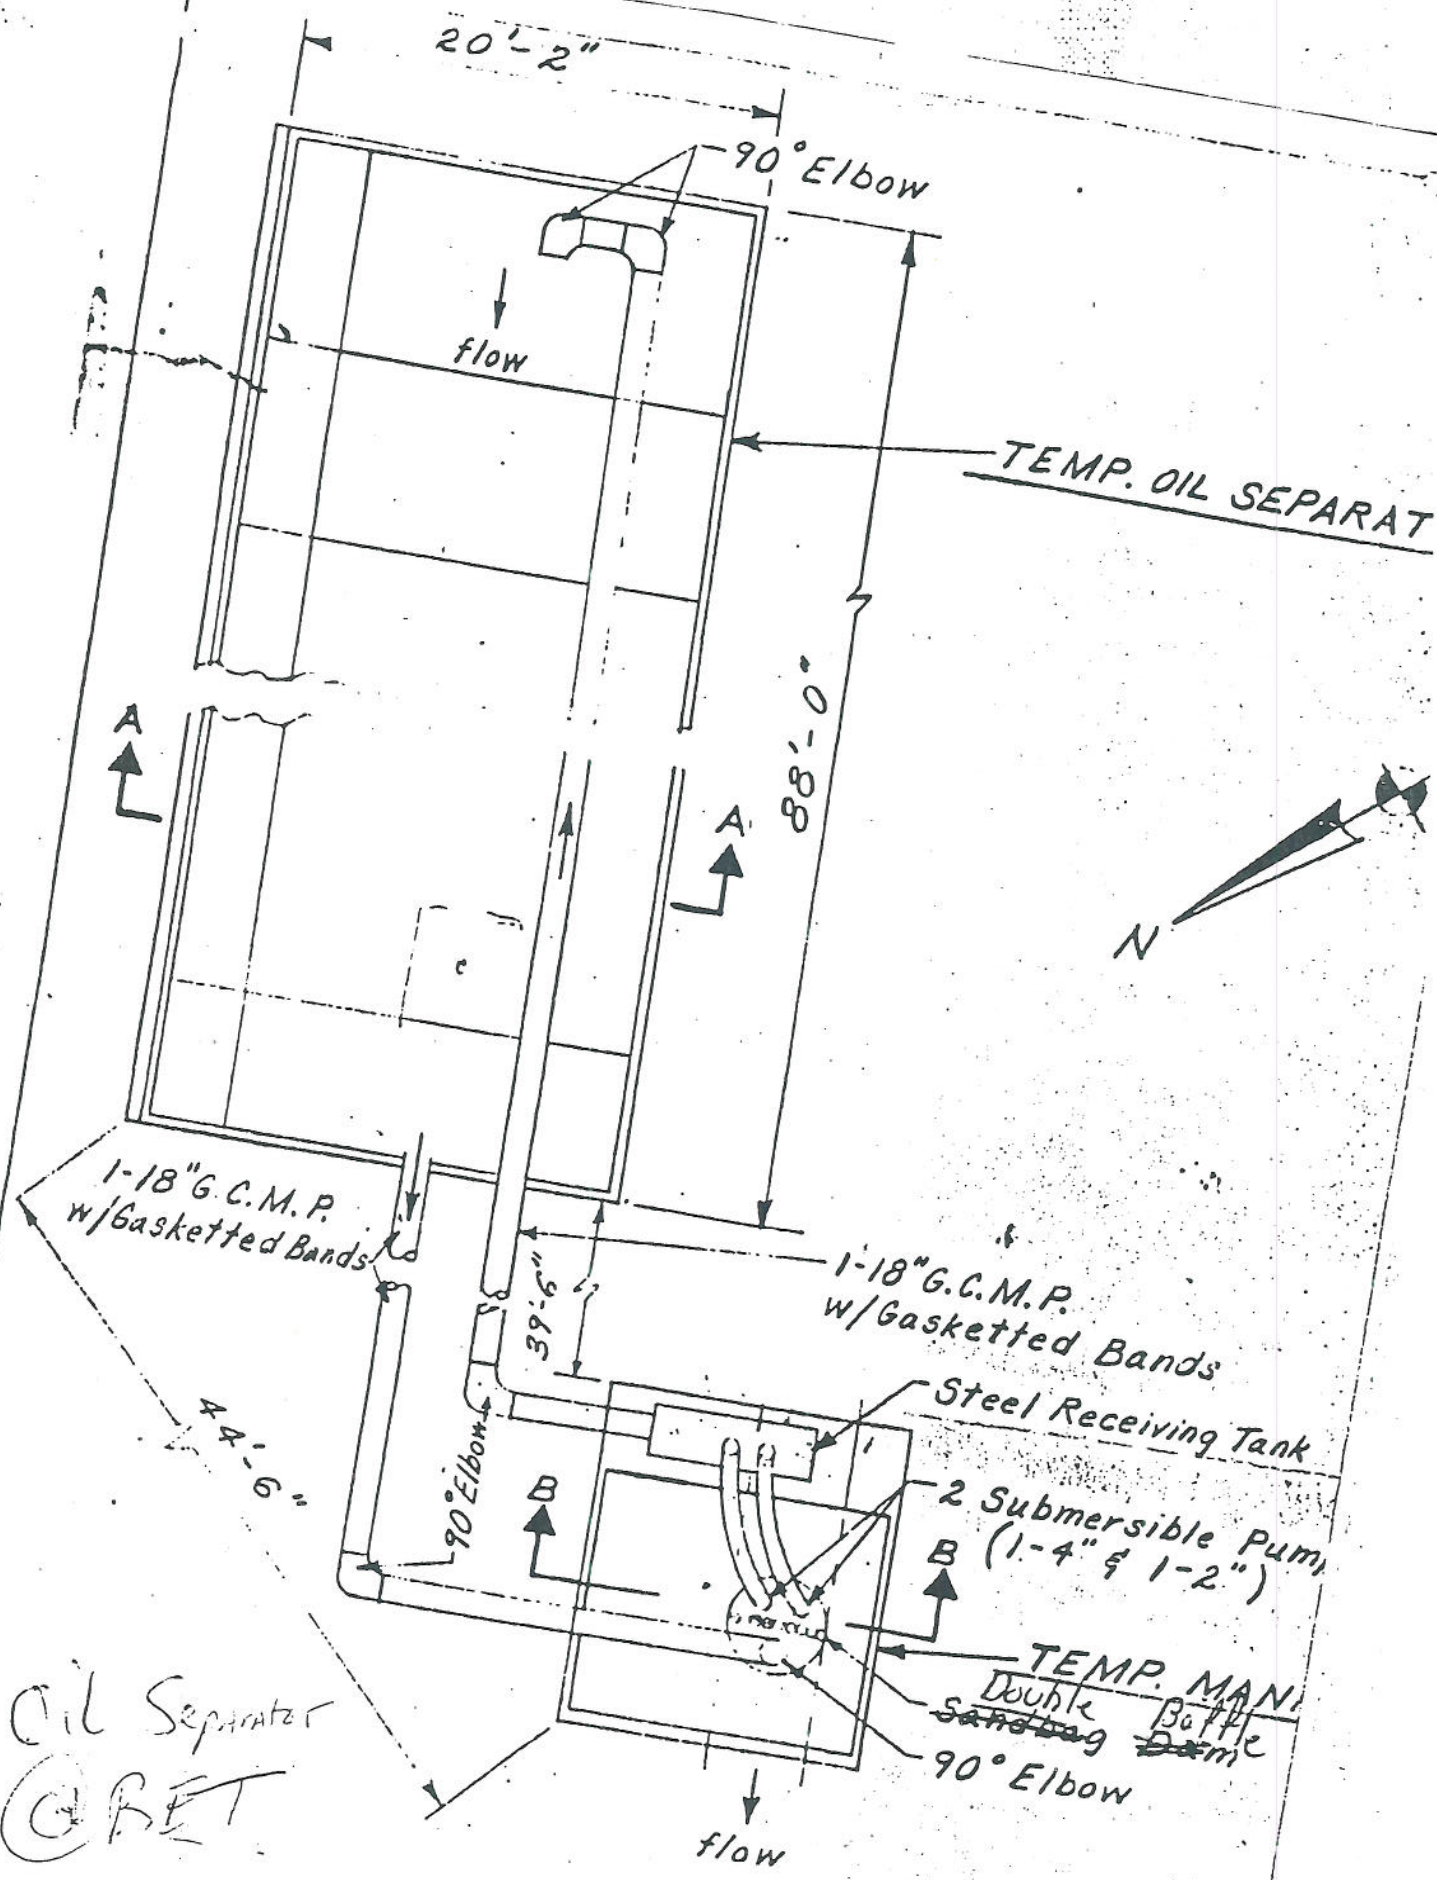 20'-2"
90° Elbow
flow
TEMP. OIL SEPARAT
A
A
88'-0"
N
1-18" G.C.M.P.
w/Gasketted Bands
1-18" G.C.M.P.
w/Gasketted Bands
39'-6"
Steel Receiving Tank
44'-6"
90° Elbow
B
2 Submersible Pum
(1-4" & 1-2")
B
TEMP. MAN
Double Baffle
Sandbag Dam
90° Elbow
Oil Separator
@ BET
flow